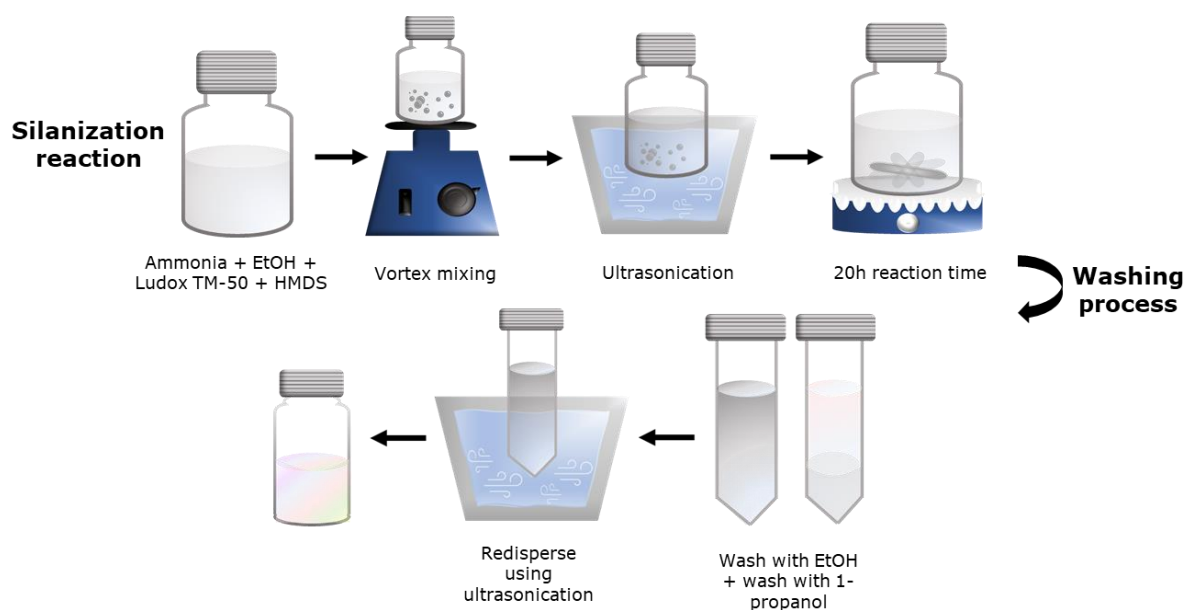 Silanization
reaction
Ammonia + EtOH +
Ludox TM-50 + HMDS
Vortex mixing
Ultrasonication
20h reaction time
Washing
process
Redisperse
using
ultrasonication
Wash with EtOH
+ wash with 1-
propanol